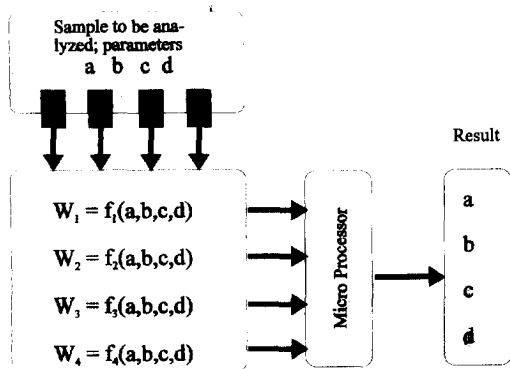 Sample to be ana-
lyzed; parameters
a b c d
Result
W₁ = f₁(a,b,c,d)
W₂ = f₂(a,b,c,d)
W₃ = f₃(a,b,c,d)
W₄ = f₄(a,b,c,d)
Micro Processor
a
b
c
d